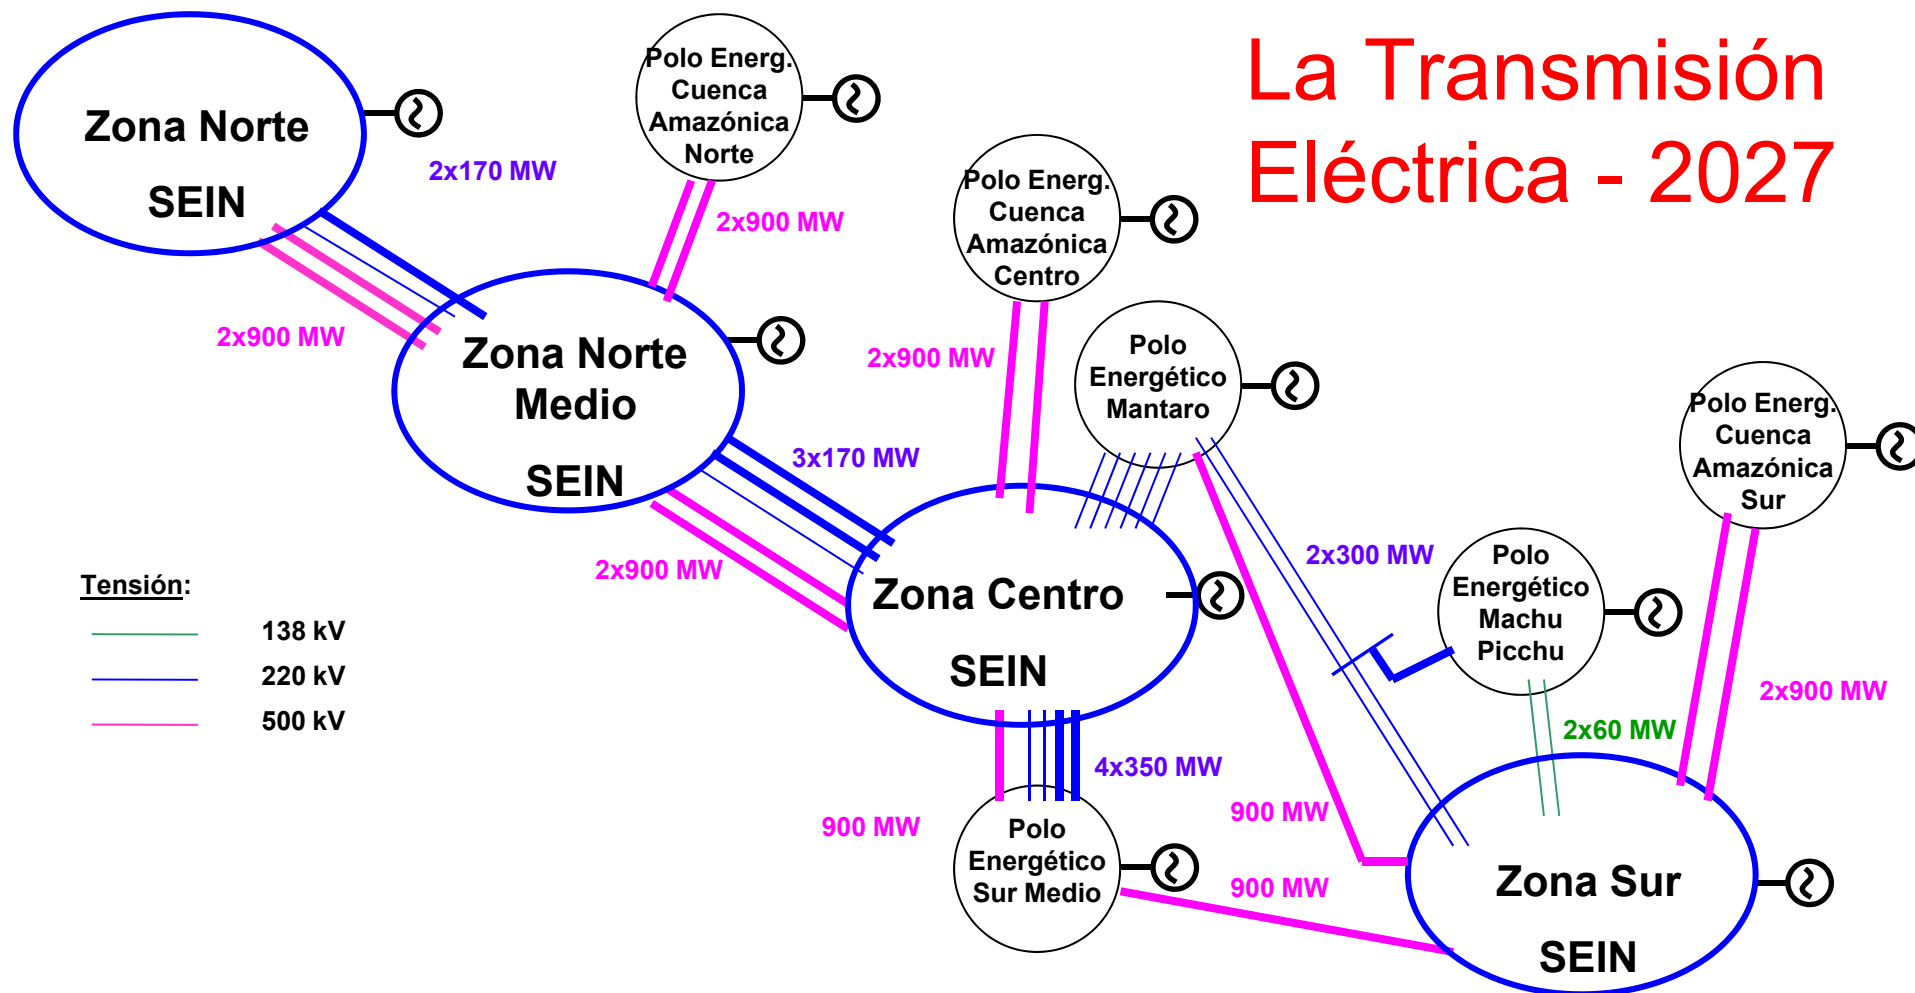 La Transmisión
Eléctrica - 2027
Zona Norte
SEIN
2x170 MW
2x900 MW
Polo Energ.
Cuenca
Amazónica
Norte
2x900 MW
Zona Norte
Medio
SEIN
3x170 MW
2x900 MW
Polo Energ.
Cuenca
Amazónica
Centro
2x900 MW
Polo
Energético
Mantaro
Zona Centro
SEIN
2x300 MW
Polo
Energético
Machu
Picchu
2x60 MW
Polo Energ.
Cuenca
Amazónica
Sur
2x900 MW
4x350 MW
900 MW
Polo
Energético
Sur Medio
900 MW
900 MW
Zona Sur
SEIN
Tensión:
138 kV
220 kV
500 kV